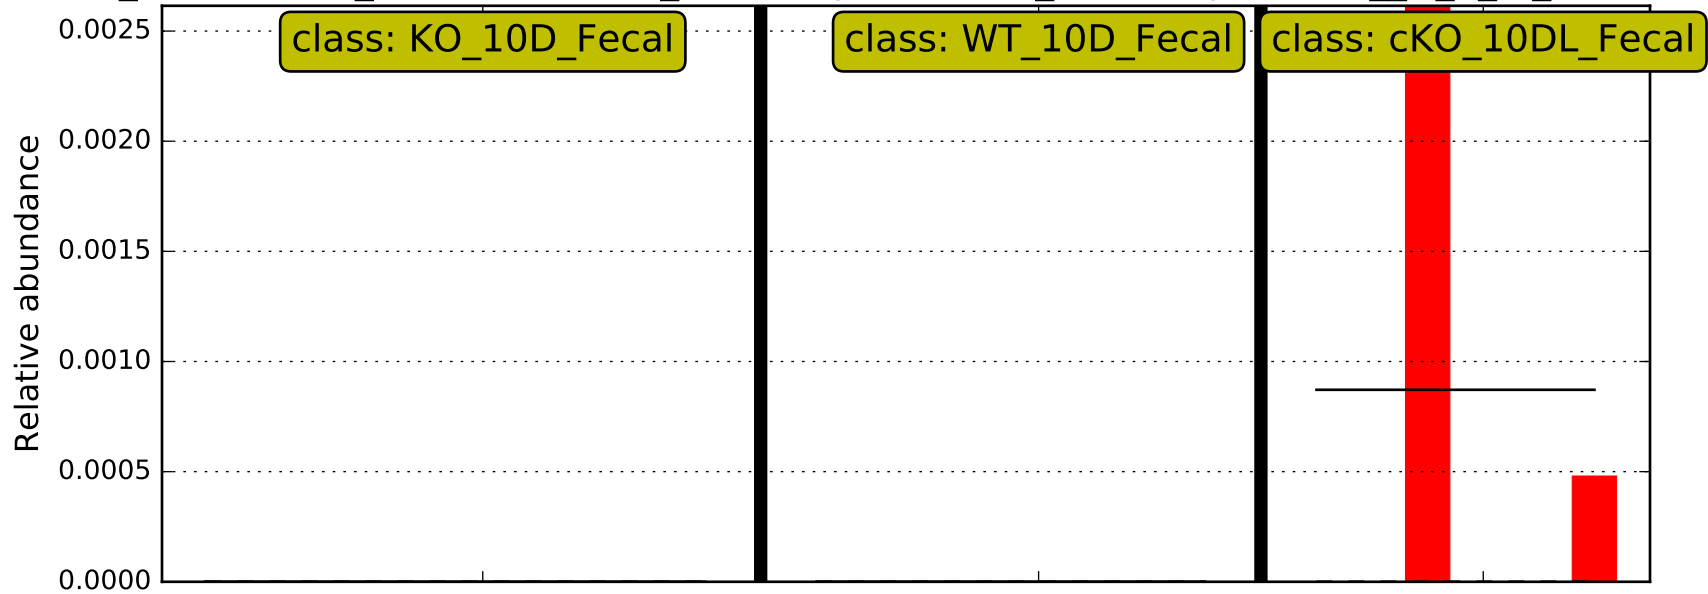 class: KO_10D_Fecal
class: WT_10D_Fecal
class: cKO_10DL_Fecal
Relative abundance
0.0025
0.0020
0.0015
0.0010
0.0005
0.0000